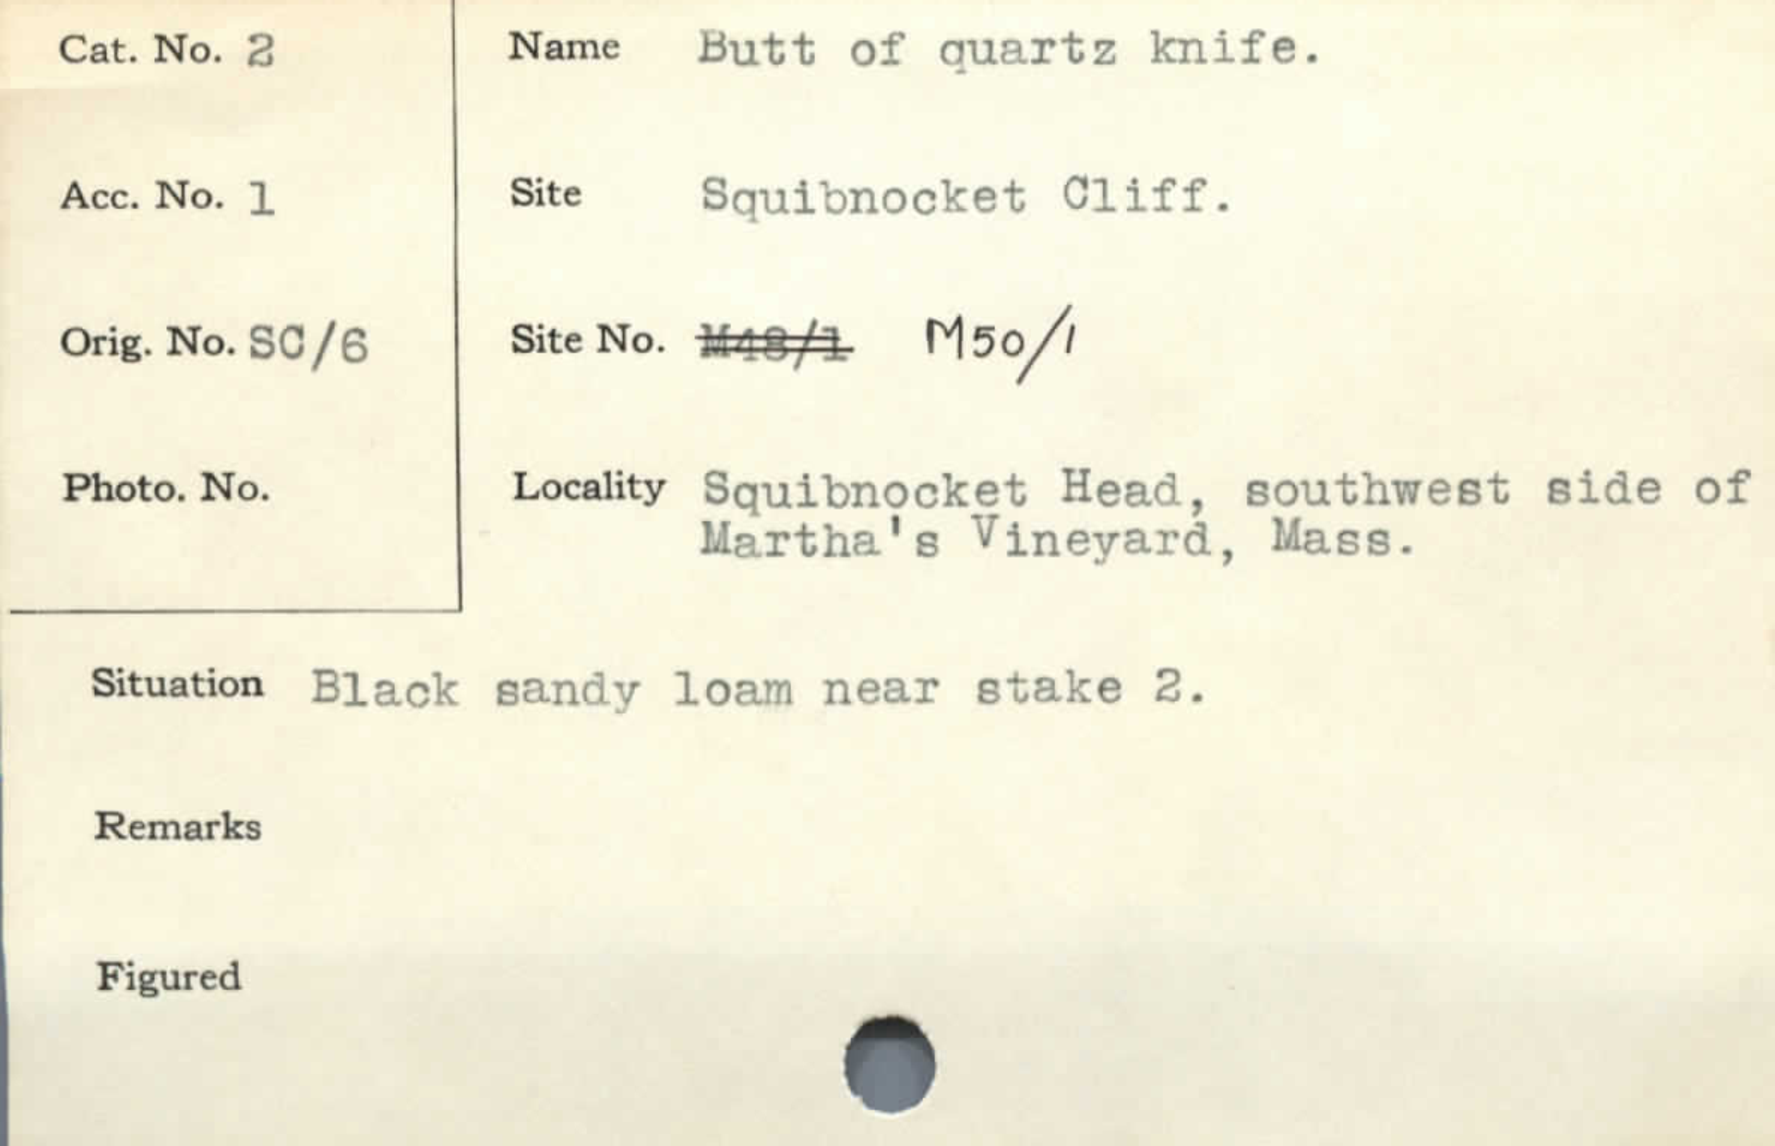 Cat. No. 2
Acc. No. 1
Orig. No. SC/6
Photo. No.
Name Butt of quartz knife.
Site Squibnocket Cliff.
Site No. M48/1 M50/1
Locality Squibnocket Head, southwest side of
Martha's Vineyard, Mass.
Situation Black sandy loam near stake 2.
Remarks
Figured